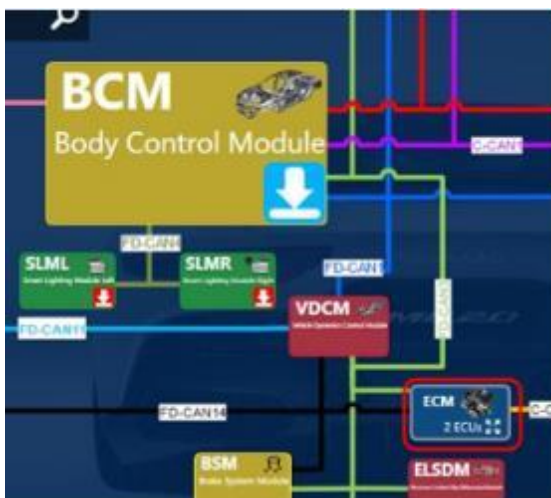 BCM
Body Control Module
C-CAN1
FD-CAN4
SLML
Smart Lighting Module Left
SLMR
Smart Lighting Module Right
FD-CAN1
FD-CAN11
VDCM
Vehicle Dynamics Control Module
ECM
2 ECUs
FD-CAN14
C-C
BSM
Brake System Module
ELSDM